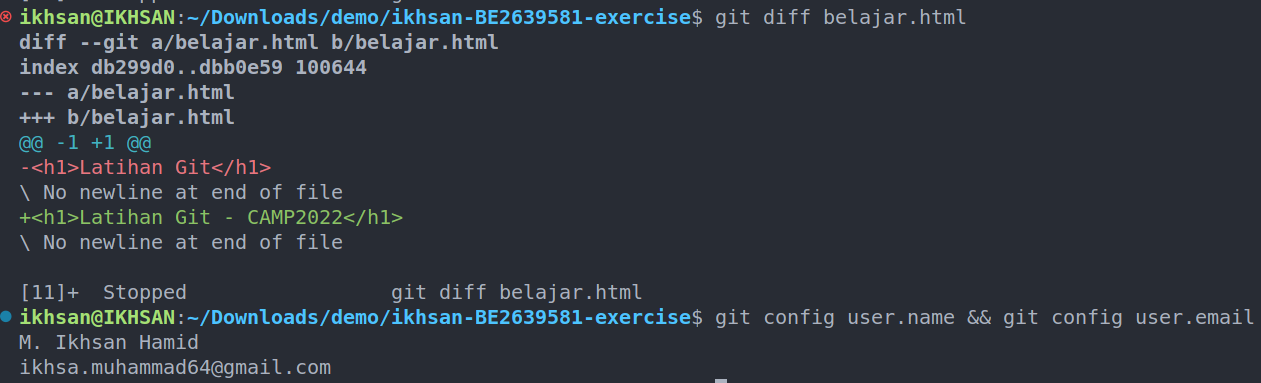 ikhsan@IKHSAN:~/Downloads/demo/ikhsan-BE2639581-exercise$ git diff belajar.html
diff --git a/belajar.html b/belajar.html
index db299d0..dbb0e59 100644
--- a/belajar.html
+++ b/belajar.html
@@ -1 +1 @@
-<h1>Latihan Git</h1>
\ No newline at end of file
+<h1>Latihan Git - CAMP2022</h1>
\ No newline at end of file
[11]+  Stopped                 git diff belajar.html
ikhsan@IKHSAN:~/Downloads/demo/ikhsan-BE2639581-exercise$ git config user.name && git config user.email
M. Ikhsan Hamid
ikhsa.muhammad64@gmail.com